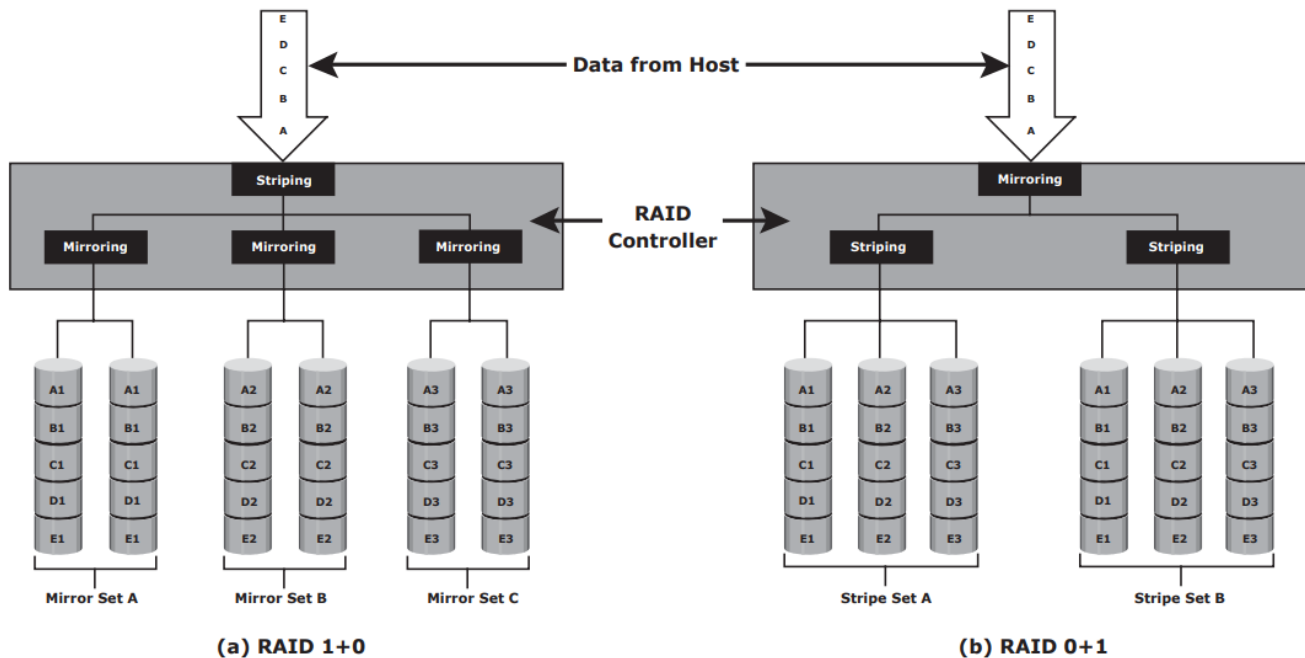 E
D
C
B
A
Data from Host
E
D
C
B
A
Striping
Mirroring
Mirroring
Mirroring
RAID
Controller
Mirroring
Striping
Striping
A1 A1 A2 A2 A3 A3
B1 B1 B2 B2 B3 B3
C1 C1 C2 C2 C3 C3
D1 D1 D2 D2 D3 D3
E1 E1 E2 E2 E3 E3
Mirror Set A
Mirror Set B
Mirror Set C
(a) RAID 1+0
A1 A2 A3 A1 A2 A3
B1 B2 B3 B1 B2 B3
C1 C2 C3 C1 C2 C3
D1 D2 D3 D1 D2 D3
E1 E2 E3 E1 E2 E3
Stripe Set A
Stripe Set B
(b) RAID 0+1